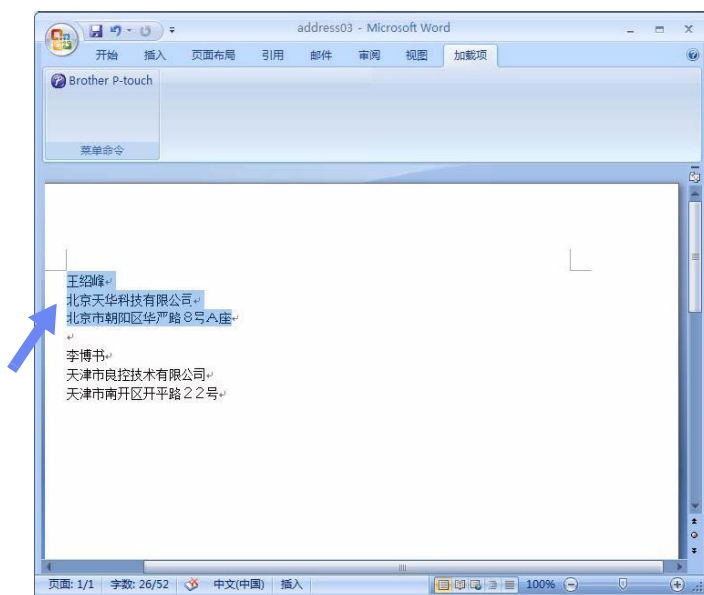 address03 - Microsoft Word
开始 插入 页面布局 引用 邮件 审阅 视图 加载项
Brother P-touch
菜单命令
王绍峰
北京天华科技有限公司
北京市朝阳区华严路8号A座
李博书
天津市良控技术有限公司
天津市南开区开平路22号
页面: 1/1 字数: 26/52 中文(中国) 插入 100%